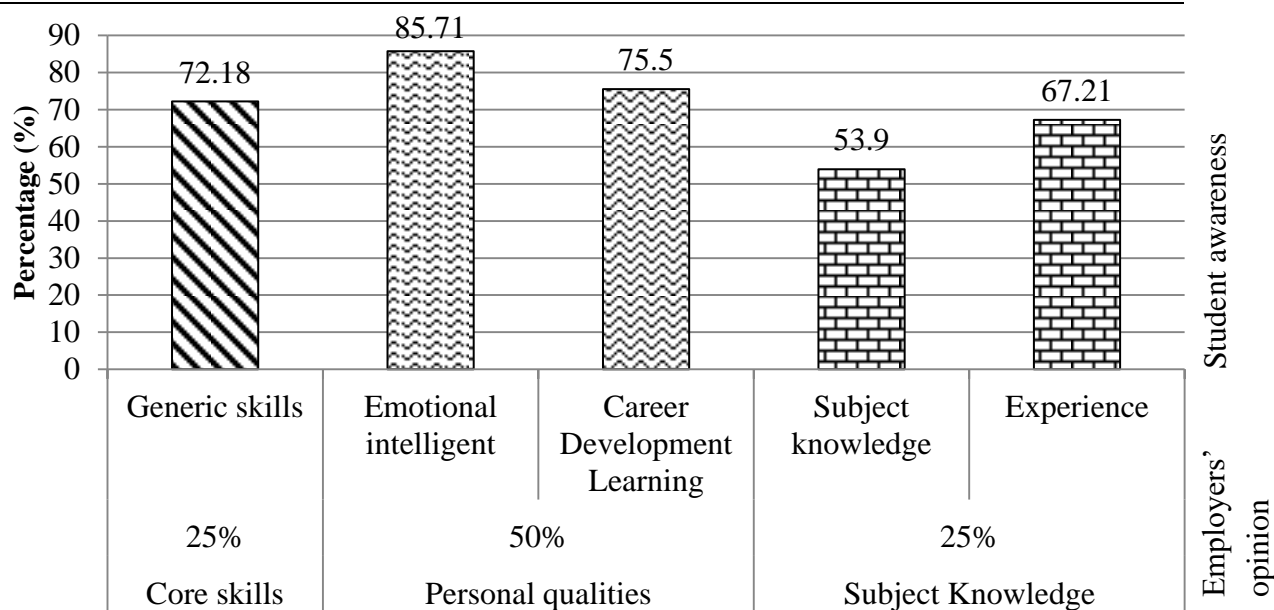 Percentage (%)
90
80
70
60
50
40
30
20
10
0
72.18
85.71
75.5
53.9
67.21
Generic skills
Emotional
intelligent
Career
Development
Learning
Subject
knowledge
Experience
25%
50%
25%
Core skills
Personal qualities
Subject Knowledge
Student awareness
Employers'
opinion